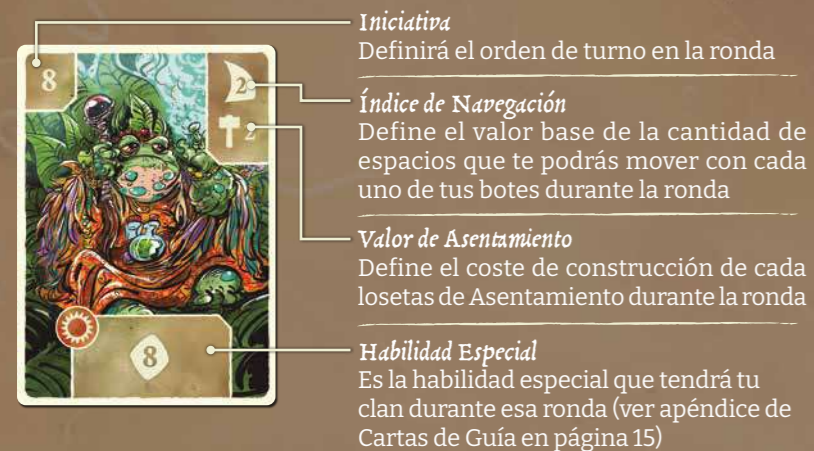 Iniciativa
Definirá el orden de turno en la ronda
8
2
Índice de Navegación
Define el valor base de la cantidad de
espacios que te podrás mover con cada
uno de tus botes durante la ronda
2
Valor de Asentamiento
Define el coste de construcción de cada
losetas de Asentamiento durante la ronda
8
Habilidad Especial
Es la habilidad especial que tendrá tu
clan durante esa ronda (ver apéndice de
Cartas de Guía en página 15)